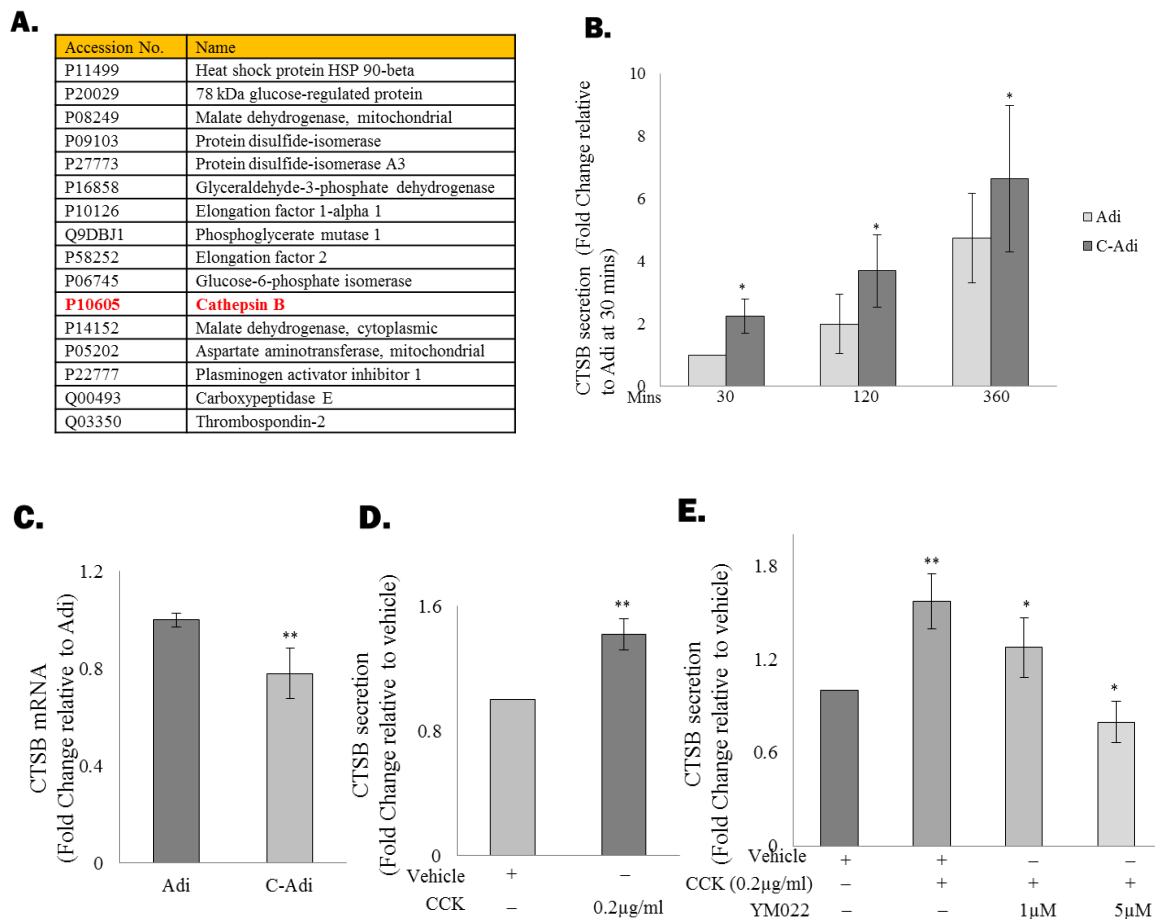 A.
Accession No. Name
P11499 Heat shock protein HSP 90-beta
P20029 78 kDa glucose-regulated protein
P08249 Malate dehydrogenase, mitochondrial
P09103 Protein disulfide-isomerase
P27773 Protein disulfide-isomerase A3
P16858 Glyceraldehyde-3-phosphate dehydrogenase
P10126 Elongation factor 1-alpha 1
Q9DBJ1 Phosphoglycerate mutase 1
P58252 Elongation factor 2
P06745 Glucose-6-phosphate isomerase
P10605 Cathepsin B
P14152 Malate dehydrogenase, cytoplasmic
P05202 Aspartate aminotransferase, mitochondrial
P22777 Plasminogen activator inhibitor 1
Q00493 Carboxypeptidase E
Q03350 Thrombospondin-2
B.
CTSB secretion (Fold Change relative
to Adi at 30 mins)
10
8
6
4
2
0
* * *
Adi
C-Adi
Mins 30 120 360
C.
CTSB mRNA
(Fold Change relative to Adi)
1.2
0.8
0.4
0
**
Adi C-Adi
D.
CTSB secretion
(Fold Change relative to vehicle)
1.6
0.8
0
**
Vehicle + –
CCK – 0.2µg/ml
E.
CTSB secretion
(Fold Change relative to vehicle)
1.8
1.2
0.6
0
** * *
Vehicle + + – –
CCK (0.2µg/ml) – + + +
YM022 – – 1µM 5µM